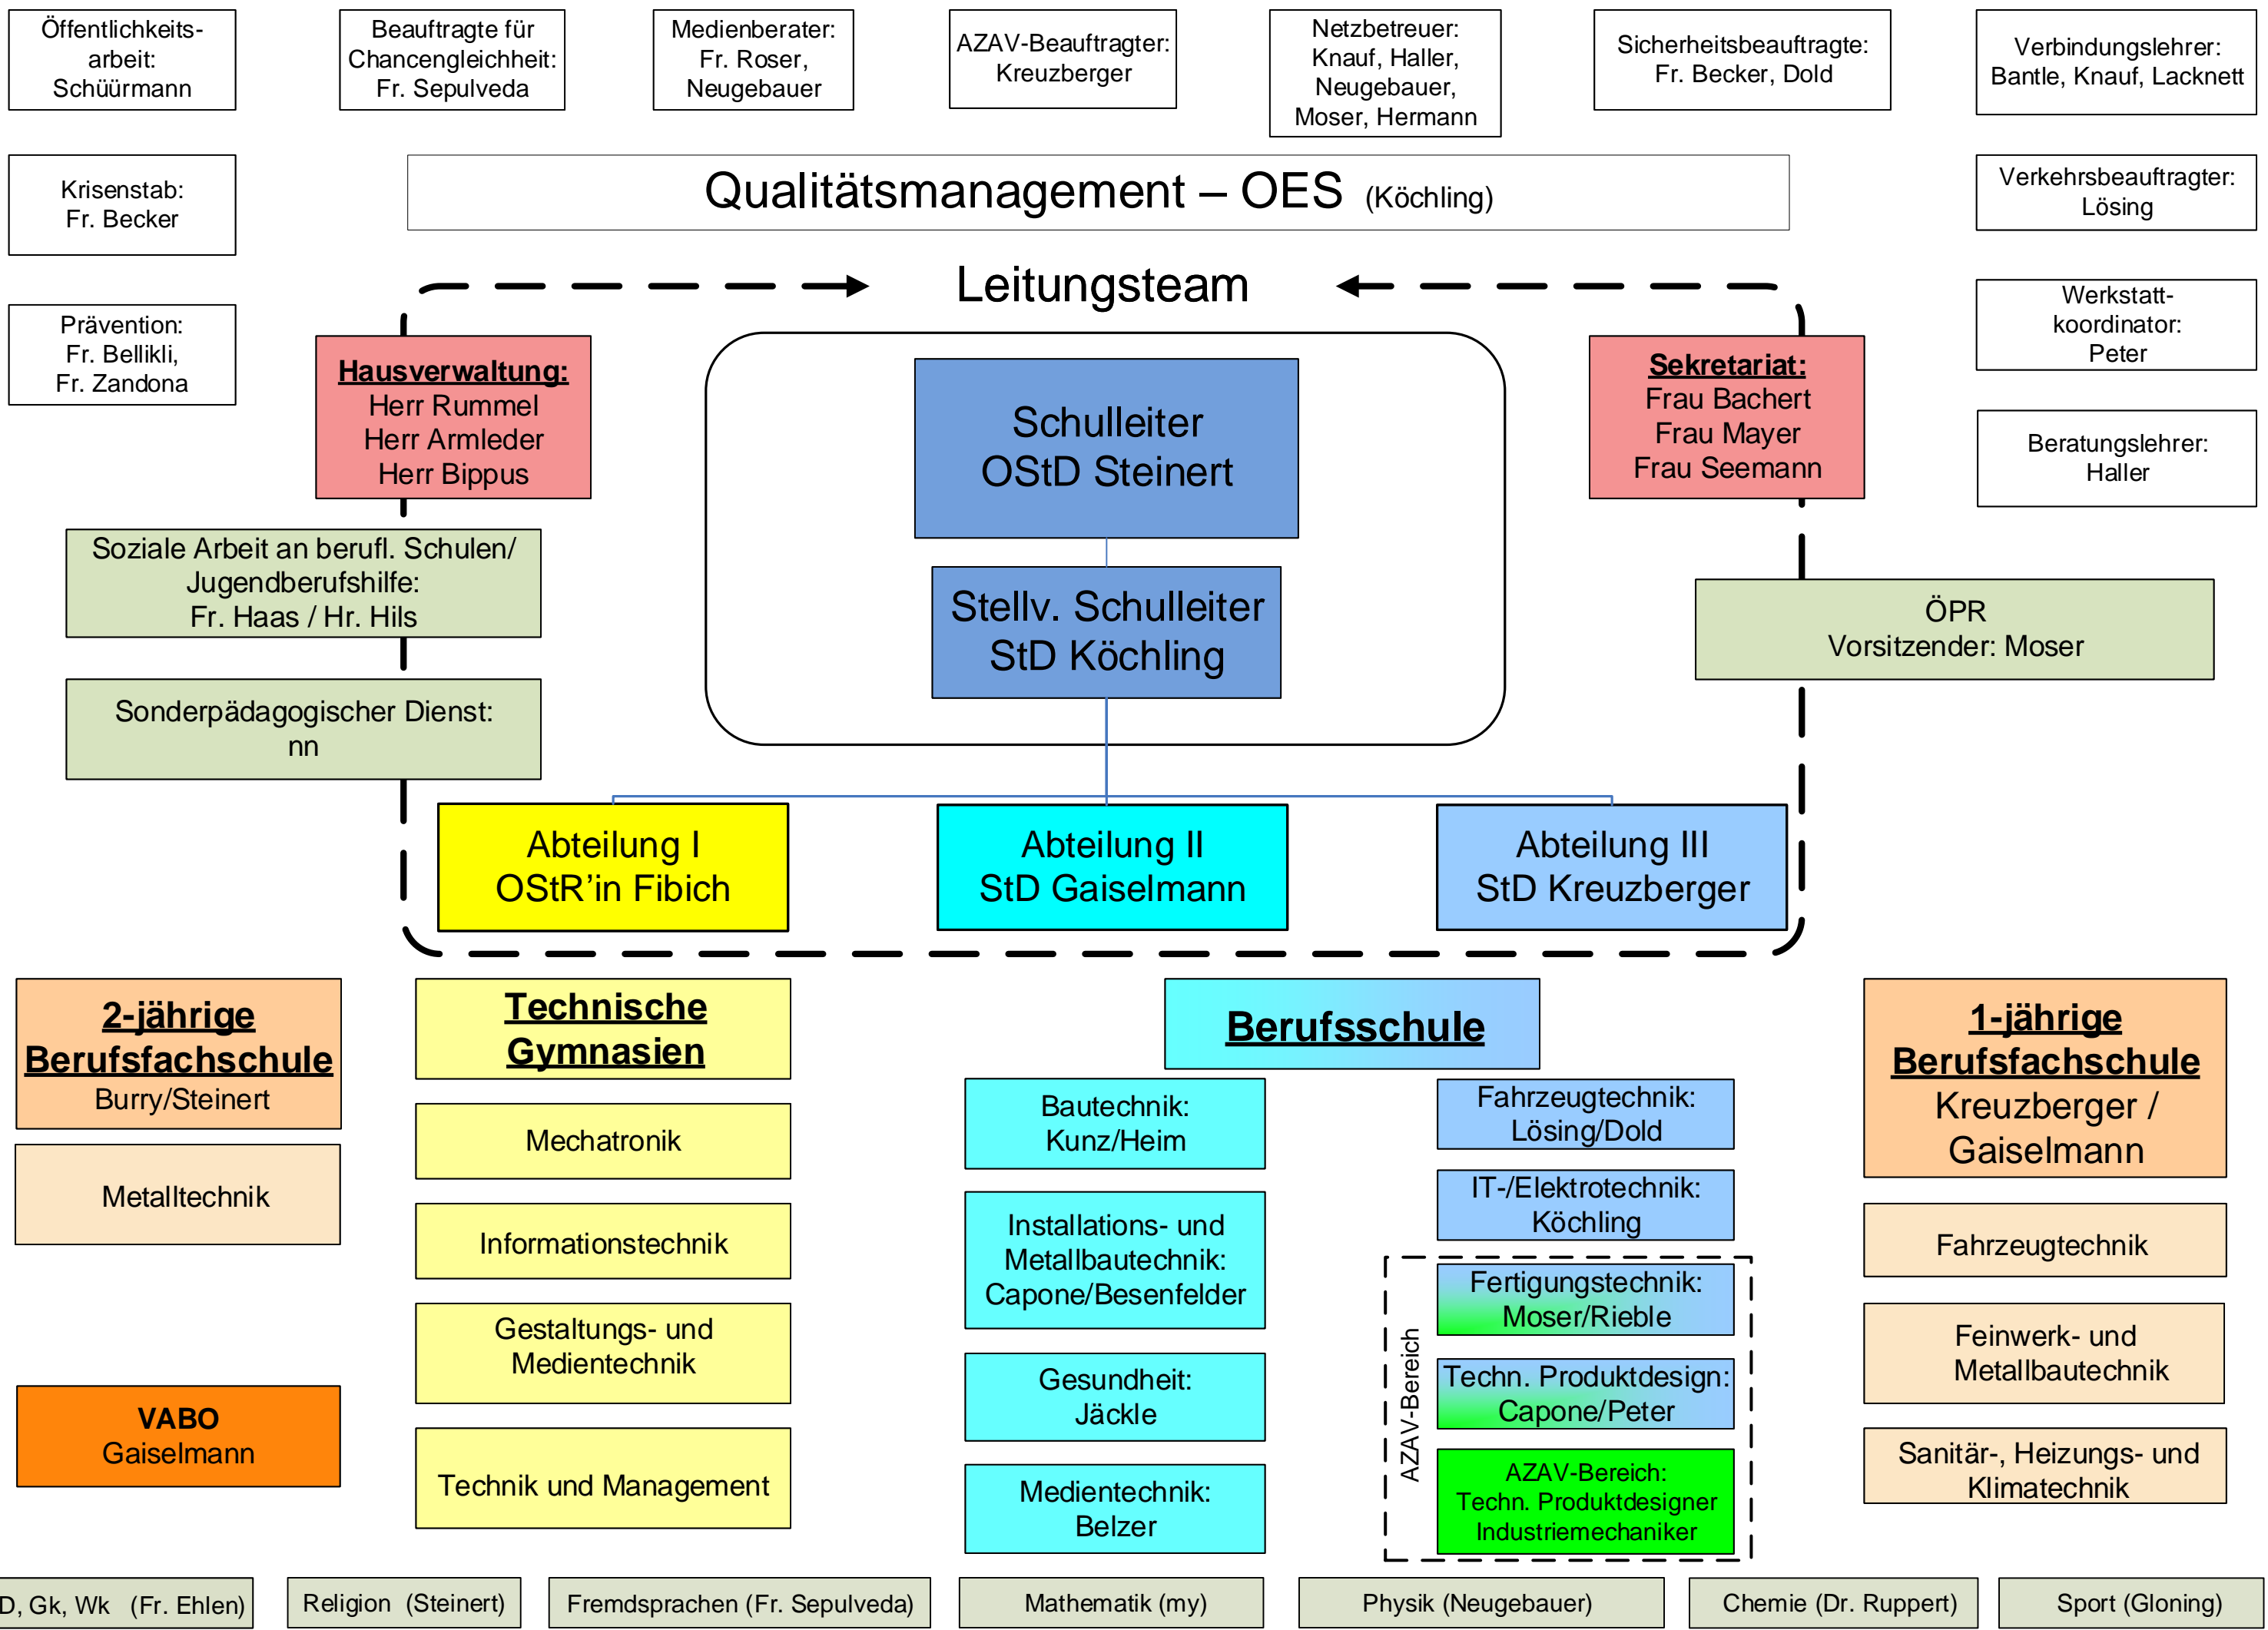 Öffentlichkeits-
arbeit:
Schüürmann
Beauftragte für
Chancengleichheit:
Fr. Sepulveda
Medienberater:
Fr. Roser,
Neugebauer
AZAV-Beauftragter:
Kreuzberger
Netzbetreuer:
Knauf, Haller,
Neugebauer,
Moser, Hermann
Sicherheitsbeauftragte:
Fr. Becker, Dold
Verbindungslehrer:
Bantle, Knauf, Lacknett
Krisenstab:
Fr. Becker
Qualitätsmanagement – OES (Köchling)
Verkehrsbeauftragter:
Lösing
Leitungsteam
Prävention:
Fr. Bellikli,
Fr. Zandona
Werkstatt-
koordinator:
Peter
Hausverwaltung:
Herr Rummel
Herr Armleder
Herr Bippus
Schulleiter
OStD Steinert
Sekretariat:
Frau Bachert
Frau Mayer
Frau Seemann
Beratungslehrer:
Haller
Soziale Arbeit an berufl. Schulen/
Jugendberufshilfe:
Fr. Haas / Hr. Hils
Stellv. Schulleiter
StD Köchling
ÖPR
Vorsitzender: Moser
Sonderpädagogischer Dienst:
nn
Abteilung I
OStR’in Fibich
Abteilung II
StD Gaiselmann
Abteilung III
StD Kreuzberger
2-jährige
Berufsfachschule
Burry/Steinert
Metalltechnik
VABO
Gaiselmann
Technische
Gymnasien
Mechatronik
Informationstechnik
Gestaltungs- und
Medientechnik
Technik und Management
Berufsschule
Bautechnik:
Kunz/Heim
Installations- und
Metallbautechnik:
Capone/Besenfelder
Gesundheit:
Jäckle
Medientechnik:
Belzer
Fahrzeugtechnik:
Lösing/Dold
IT-/Elektrotechnik:
Köchling
AZAV-Bereich
Fertigungstechnik:
Moser/Rieble
Techn. Produktdesign:
Capone/Peter
AZAV-Bereich:
Techn. Produktdesigner
Industriemechaniker
1-jährige
Berufsfachschule
Kreuzberger /
Gaiselmann
Fahrzeugtechnik
Feinwerk- und
Metallbautechnik
Sanitär-, Heizungs- und
Klimatechnik
D, Gk, Wk (Fr. Ehlen)
Religion (Steinert)
Fremdsprachen (Fr. Sepulveda)
Mathematik (my)
Physik (Neugebauer)
Chemie (Dr. Ruppert)
Sport (Gloning)